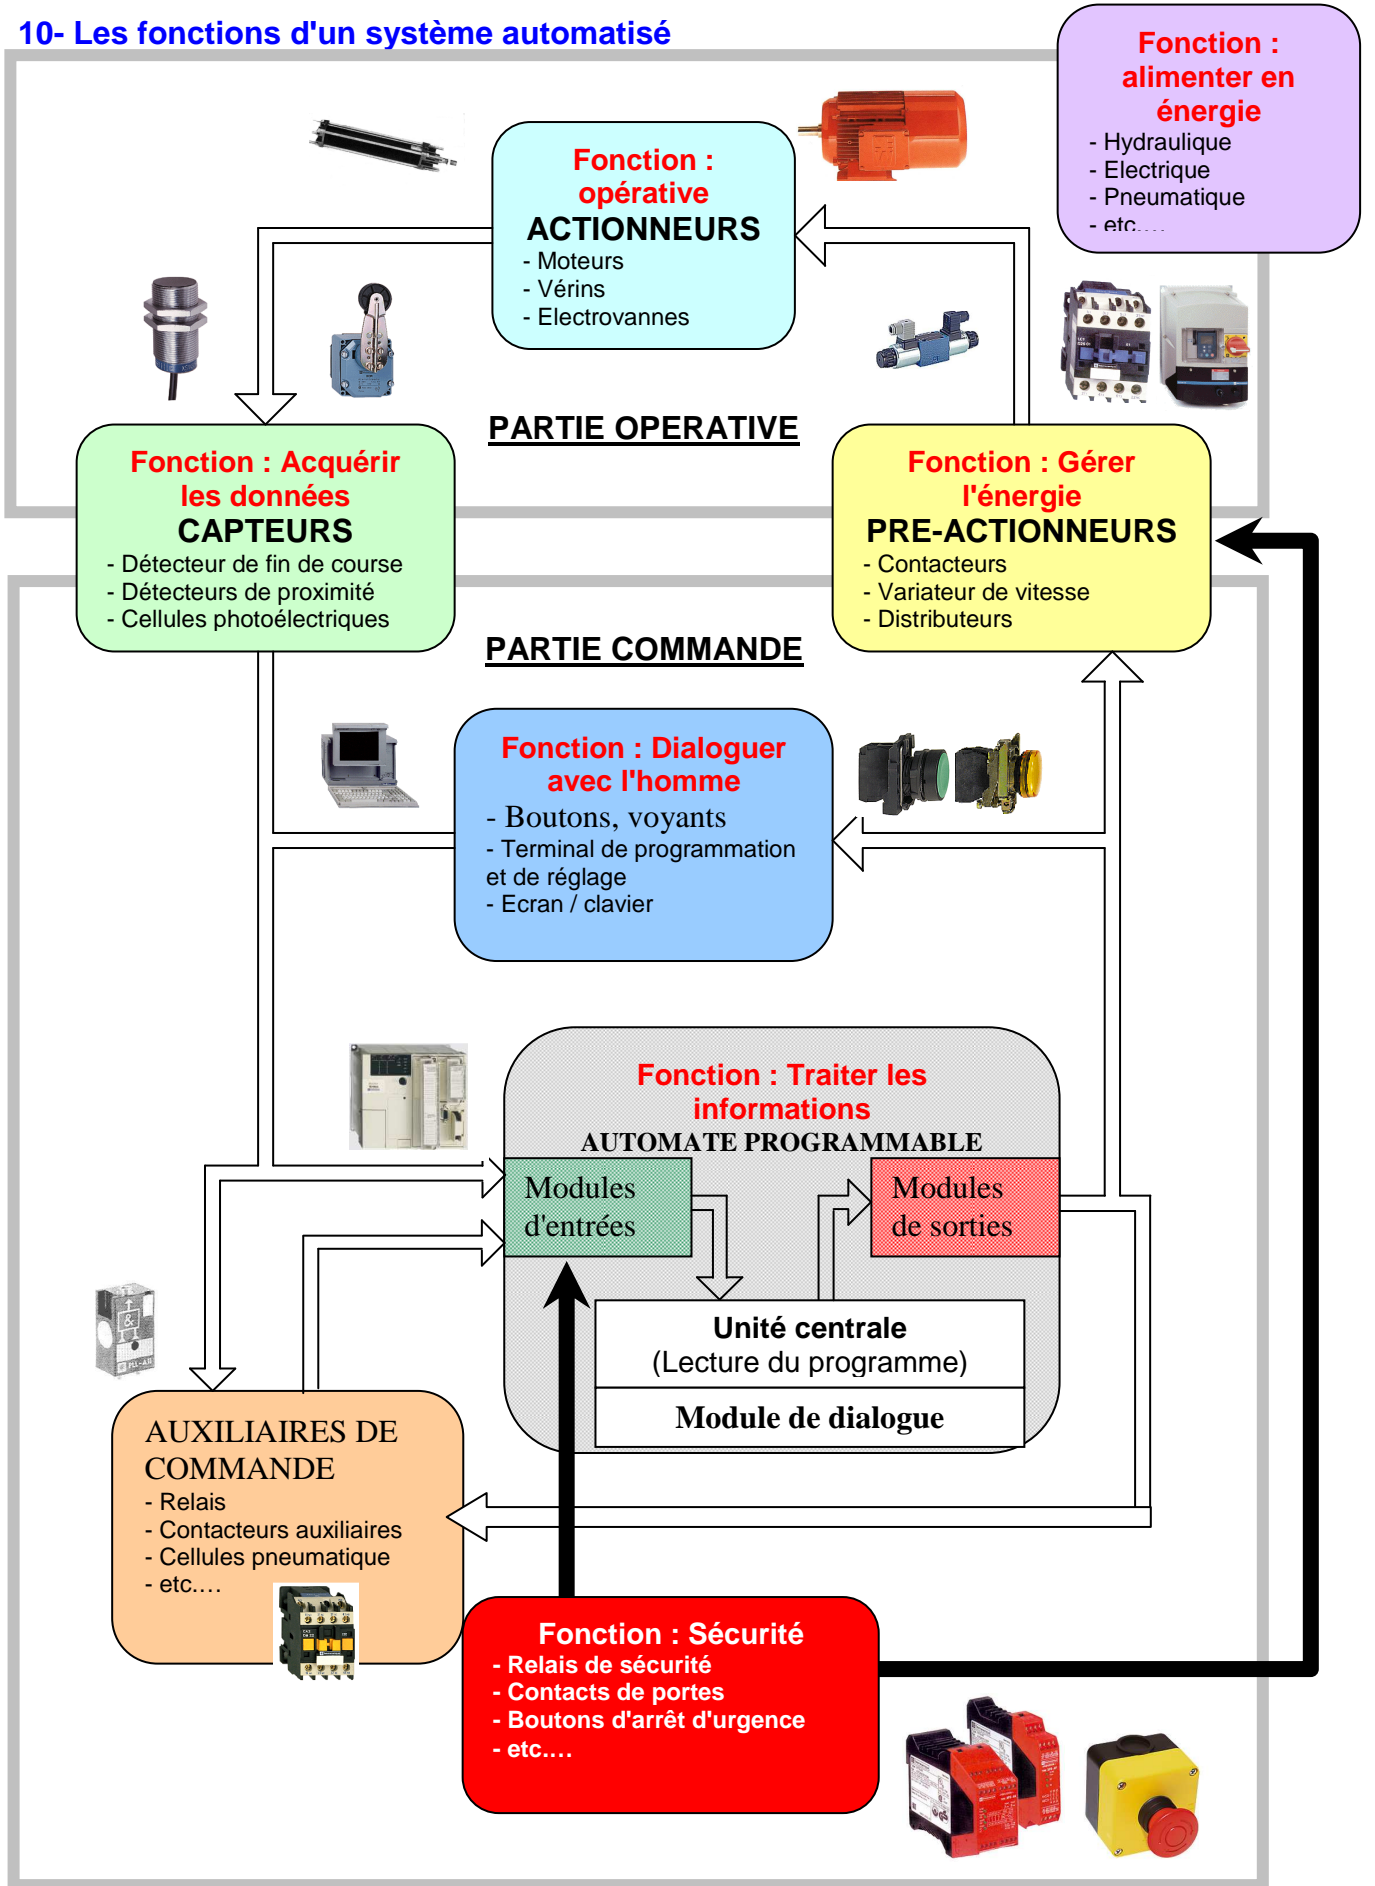 10- Les fonctions d'un système automatisé
Fonction :
alimenter en
énergie
- Hydraulique
- Electrique
- Pneumatique
- etc....
Fonction :
opérative
ACTIONNEURS
- Moteurs
- Vérins
- Electrovannes
PARTIE OPERATIVE
Fonction : Acquérir
les données
CAPTEURS
- Détecteur de fin de course
- Détecteurs de proximité
- Cellules photoélectriques
Fonction : Gérer
l'énergie
PRE-ACTIONNEURS
- Contacteurs
- Variateur de vitesse
- Distributeurs
PARTIE COMMANDE
Fonction : Dialoguer
avec l'homme
- Boutons, voyants
- Terminal de programmation
et de réglage
- Ecran / clavier
Fonction : Traiter les
informations
AUTOMATE PROGRAMMABLE
Modules
d'entrées
Modules
de sorties
Unité centrale
(Lecture du programme)
Module de dialogue
&
AUXILIAIRES DE
COMMANDE
- Relais
- Contacteurs auxiliaires
- Cellules pneumatique
- etc....
Fonction : Sécurité
- Relais de sécurité
- Contacts de portes
- Boutons d'arrêt d'urgence
- etc....